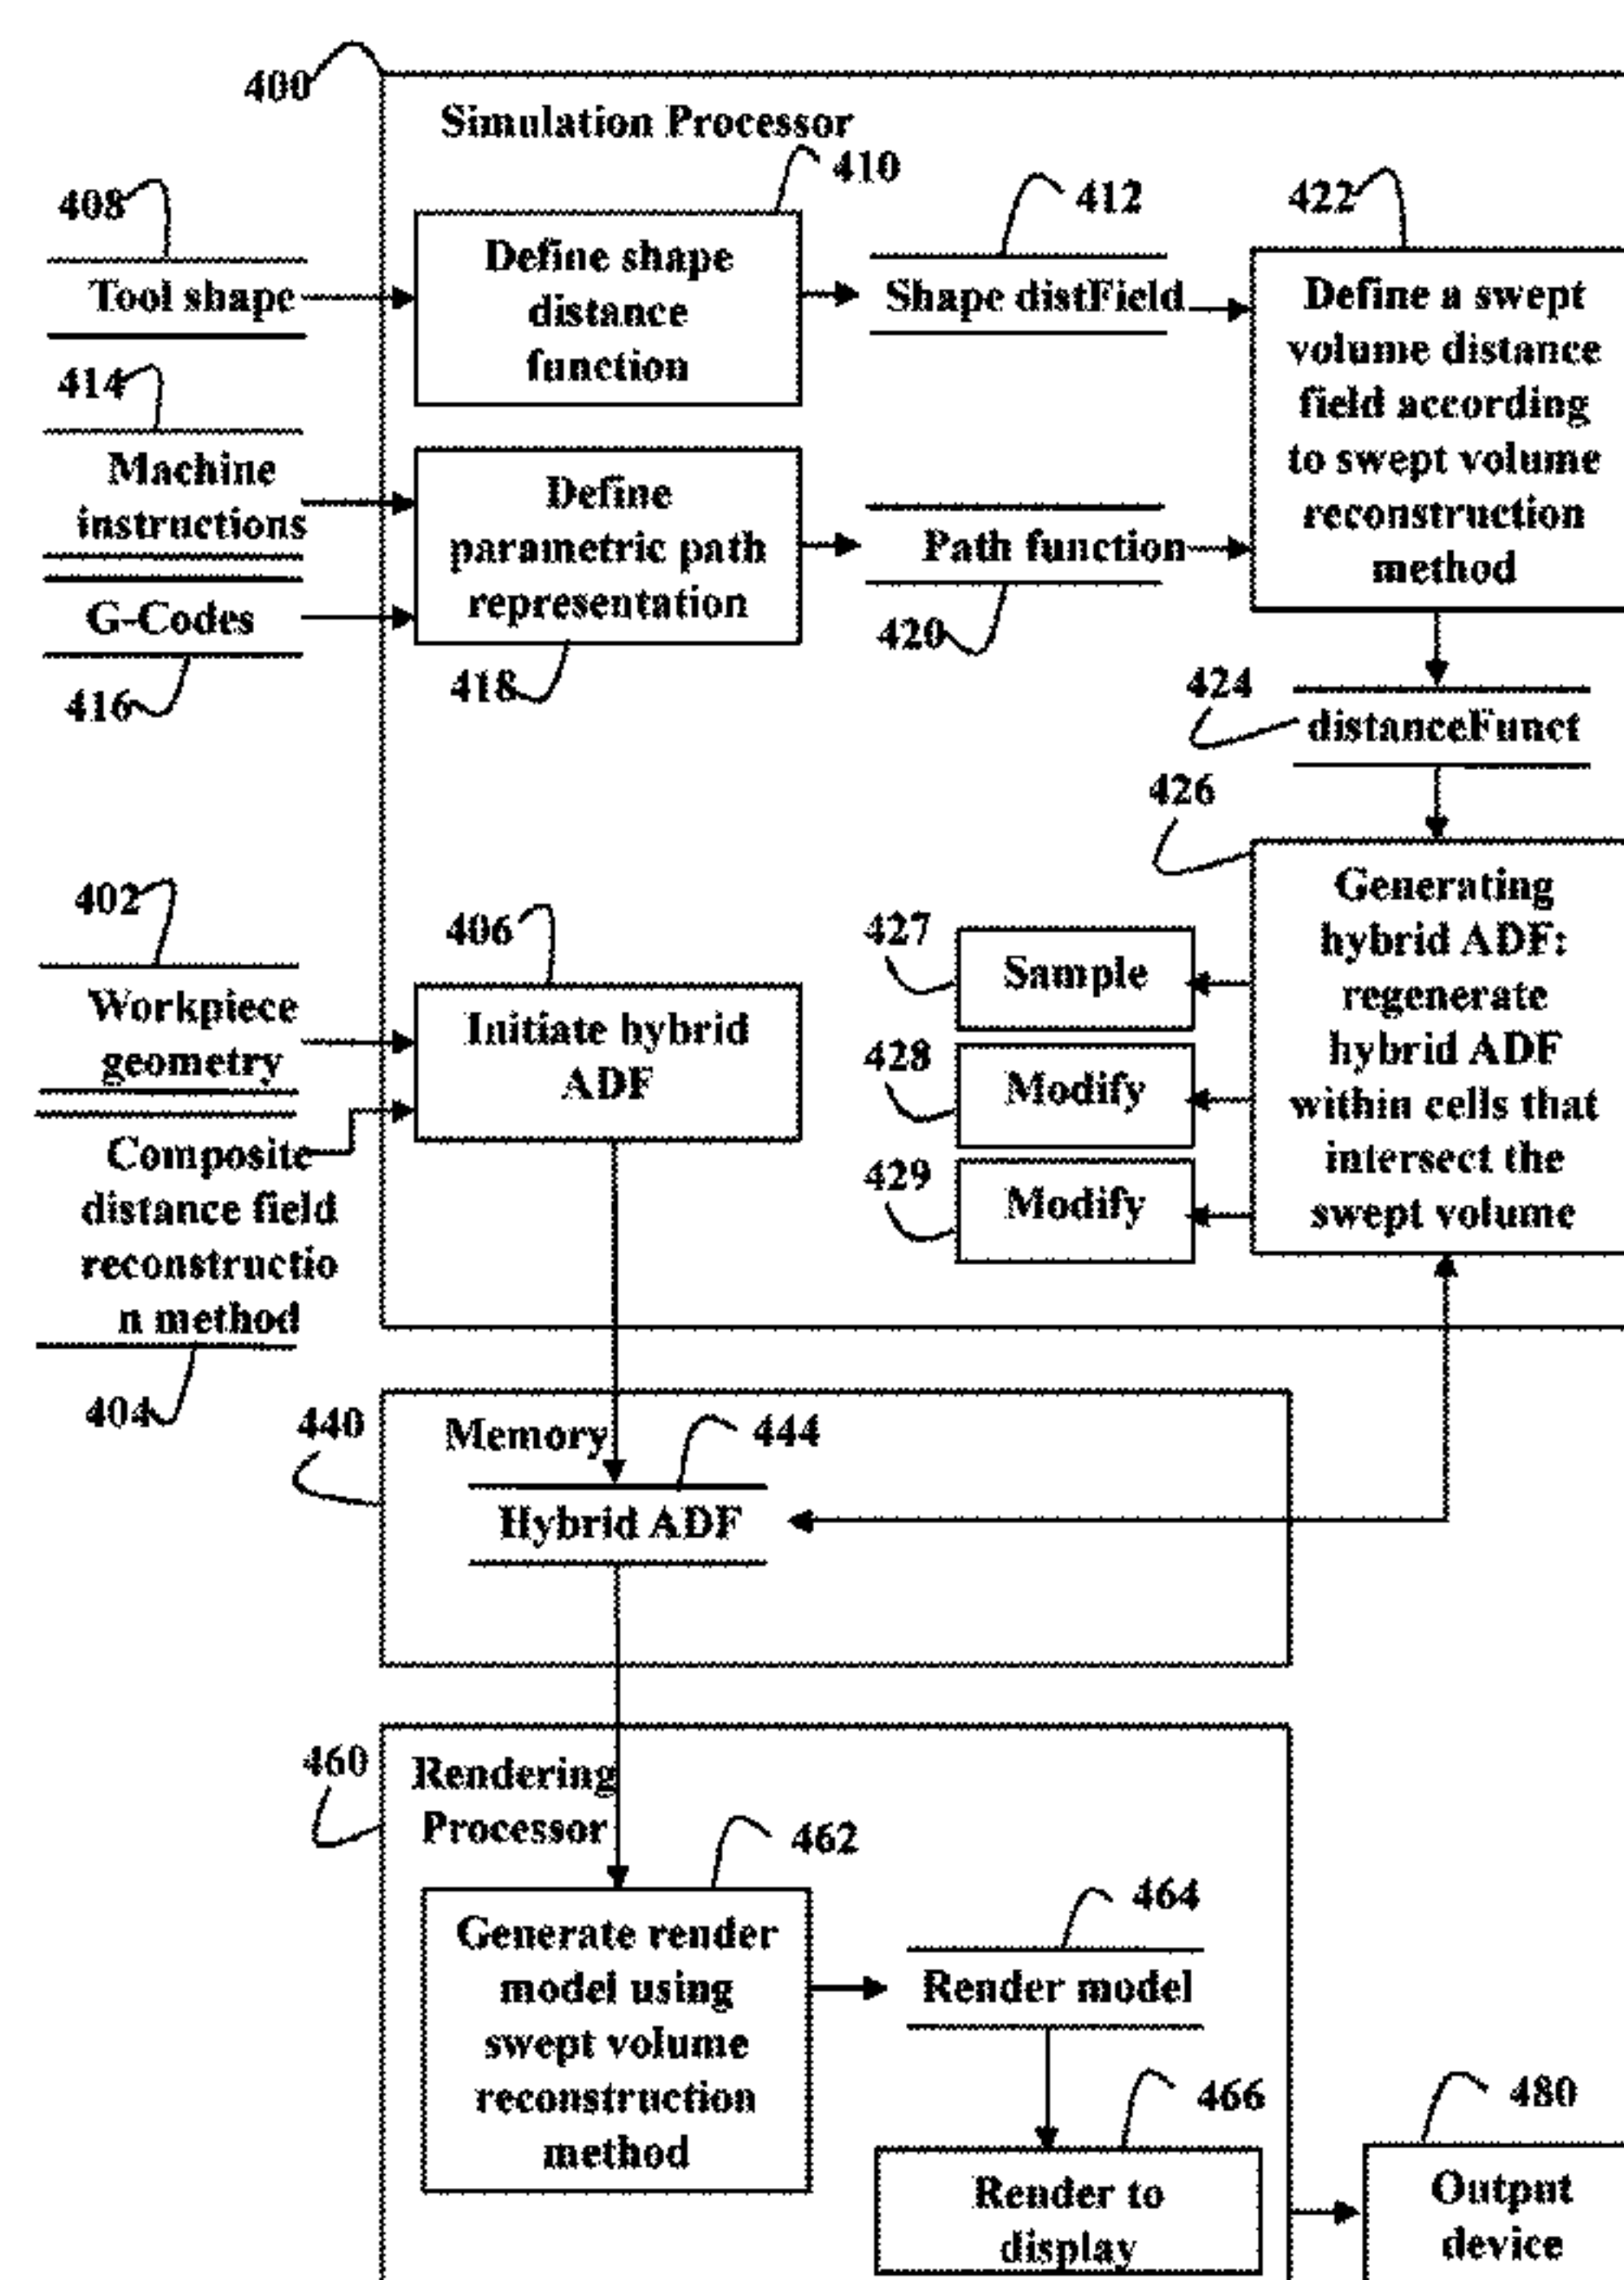 400
Simulation Processor
410
408
412
422
Tool shape
Define shape
distance
function
Shape distField
Define a swept
volume distance
field according
to swept volume
reconstruction
method
414
Machine
instructions
Define
parametric path
representation
Path function
G-Codes
420
416
418
424
distanceFunct
426
402
406
427
Sample
Generating
hybrid ADF:
regenerate
hybrid ADF
within cells that
intersect the
swept volume
Workpiece
geometry
Initiate hybrid
ADF
428
Modify
Composite
distance field
reconstructio
n method
429
Modify
404
440
Memory
444
Hybrid ADF
460
Rendering
Processor
462
464
Generate render
model using
swept volume
reconstruction
method
Render model
466
480
Render to
display
Output
device